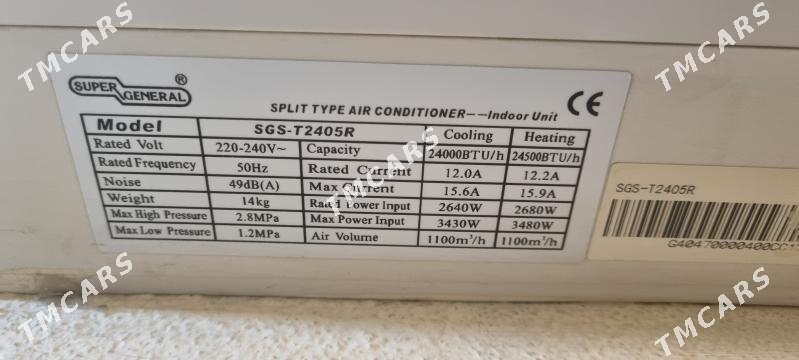 SUPER GENERAL ®
SPLIT TYPE AIR CONDITIONER——Indoor Unit CE
Model SGS-T2405R Cooling Heating
Rated Volt 220-240V~ Capacity 24000BTU/h 24500BTU/h
Rated Frequency 50Hz Rated Current 12.0A 12.2A
Noise 49dB(A) Max Current 15.6A 15.9A
Weight 14kg Rated Power Input 2640W 2680W
Max High Pressure 2.8MPa Max Power Input 3430W 3480W
Max Low Pressure 1.2MPa Air Volume 1100m³/h 1100m³/h
SGS-T2405R
TMCARS
TMCARS
TMCARS
TMCARS
TMCARS
TMCARS